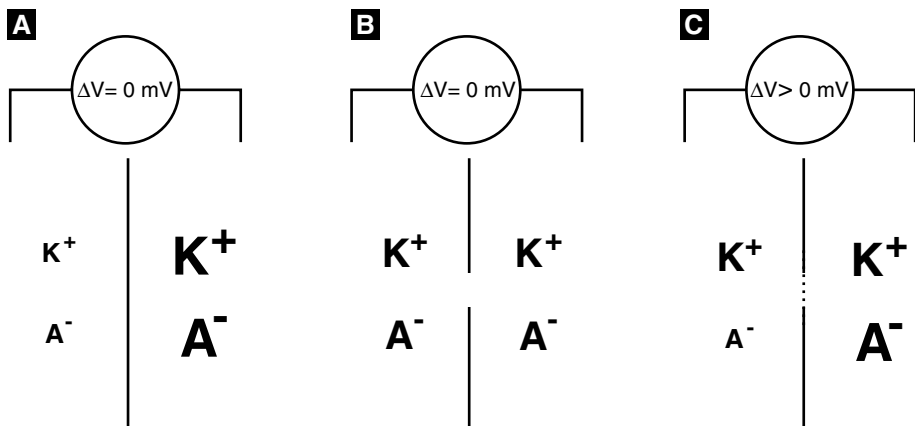 A
B
C
ΔV= 0 mV
ΔV= 0 mV
ΔV> 0 mV
K+
K+
K+
K+
K+
K+
A-
A-
A-
A-
A-
A-